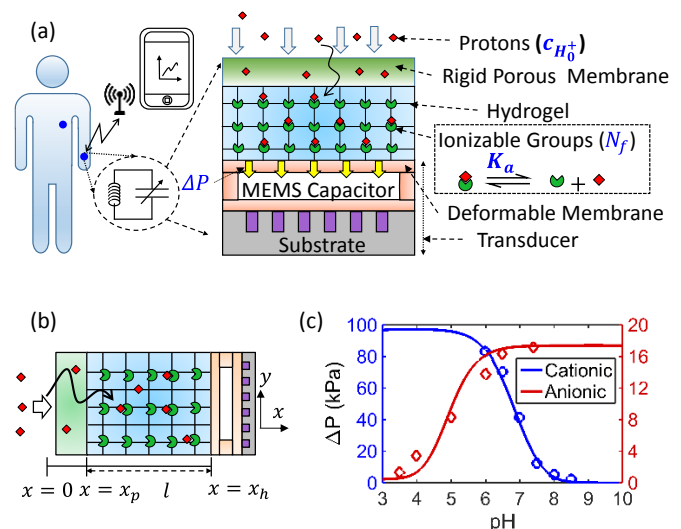 (a)
Protons (c_{H_0^+})
Rigid Porous Membrane
Hydrogel
Ionizable Groups (N_f)
K_a
+
ΔP
MEMS Capacitor
Deformable Membrane
Transducer
Substrate
(b)
y
x
x = 0
x = x_p
l
x = x_h
(c)
100
80
60
40
20
0
ΔP (kPa)
20
16
12
8
4
0
Cationic
Anionic
3 4 5 6 7 8 9 10
pH